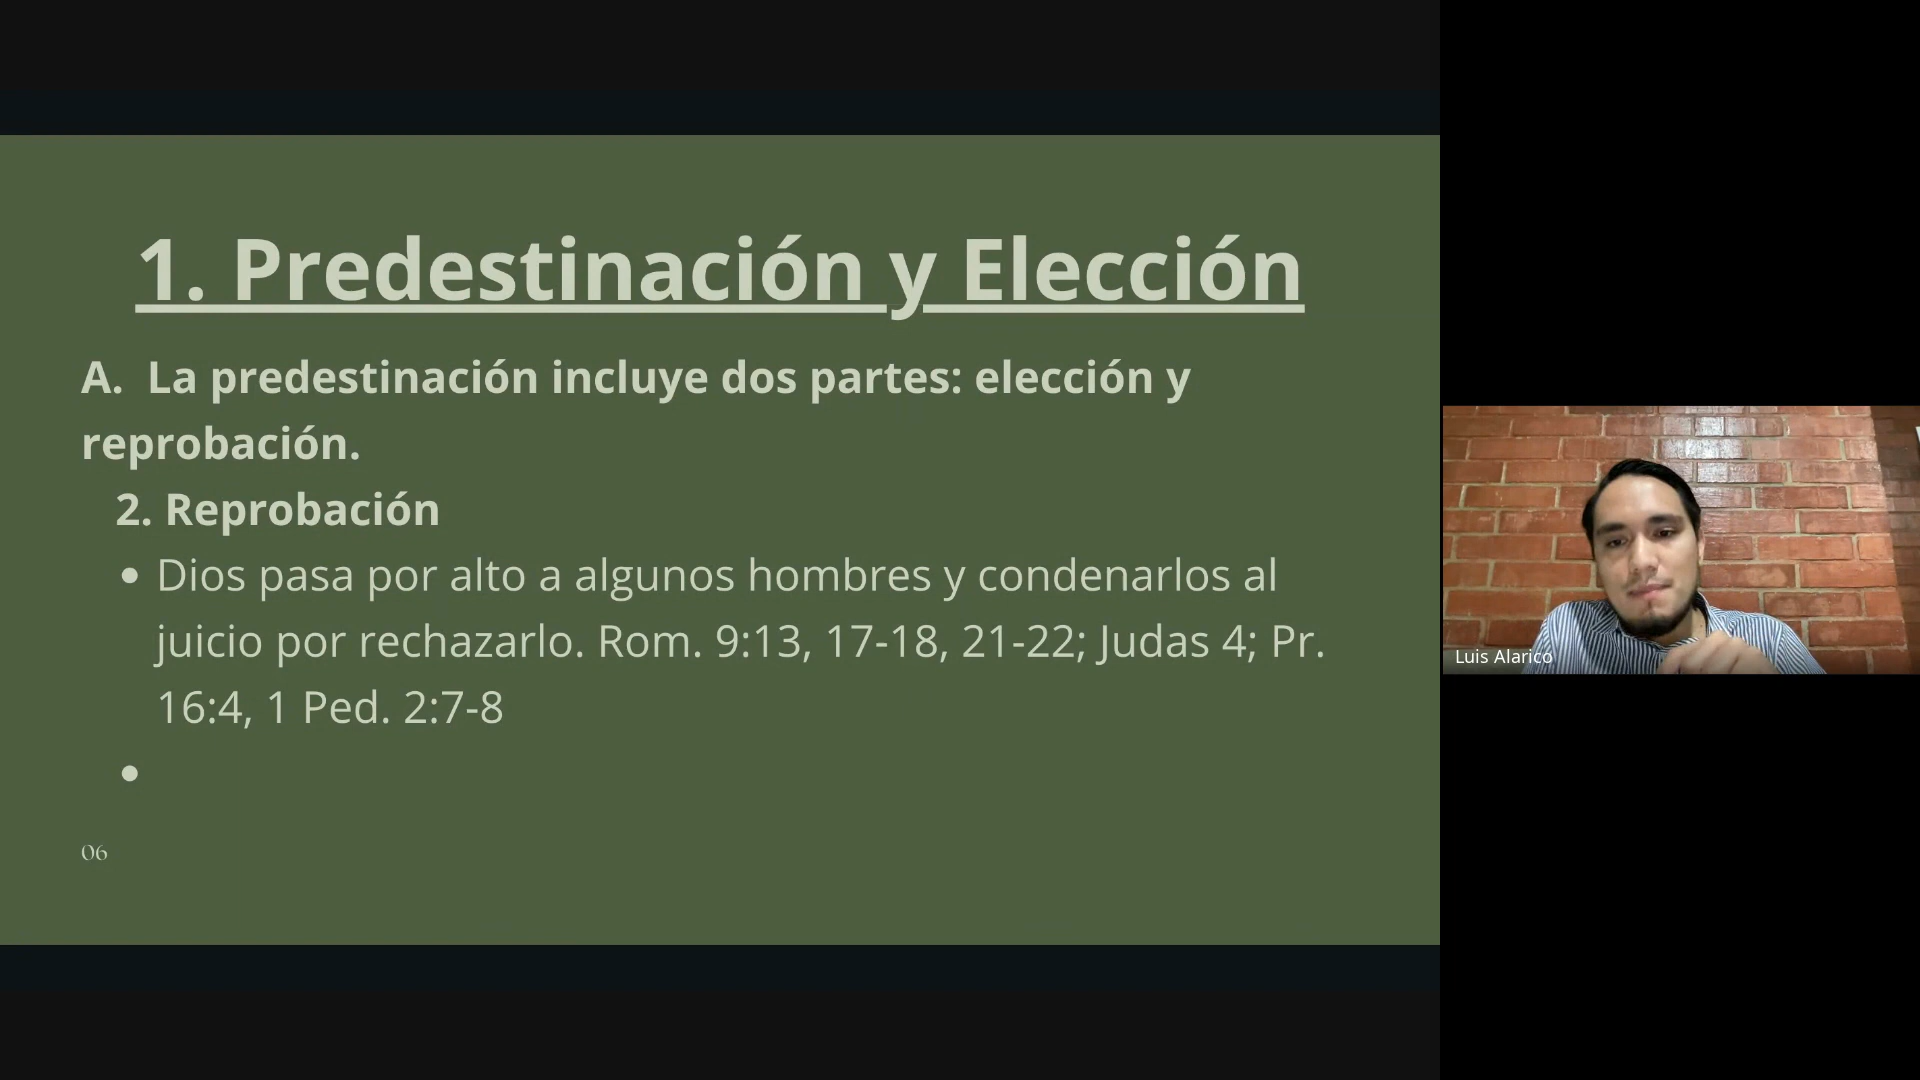 1. Predestinación y Elección
A. La predestinación incluye dos partes: elección y
reprobación.
2. Reprobación
• Dios pasa por alto a algunos hombres y condenarlos al
juicio por rechazarlo. Rom. 9:13, 17-18, 21-22; Judas 4; Pr.
16:4, 1 Ped. 2:7-8
•
06
Luis Alaricó